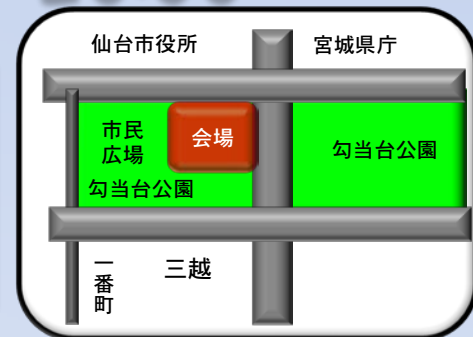 仙台市役所
宮城県庁
市民
広場
会場
勾当台公園
勾当台公園
一番町
三越